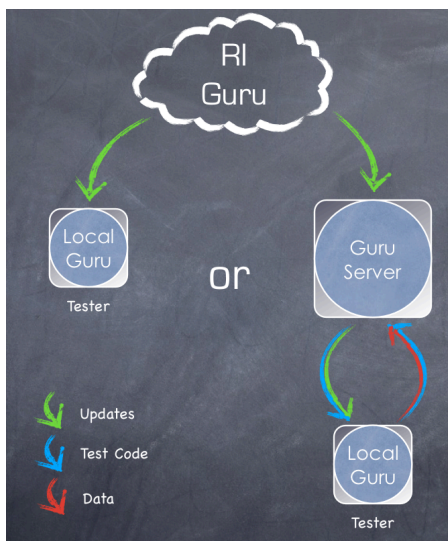 RI
Guru
Local
Guru
Tester
or
Guru
Server
Updates
Test Code
Data
Local
Guru
Tester